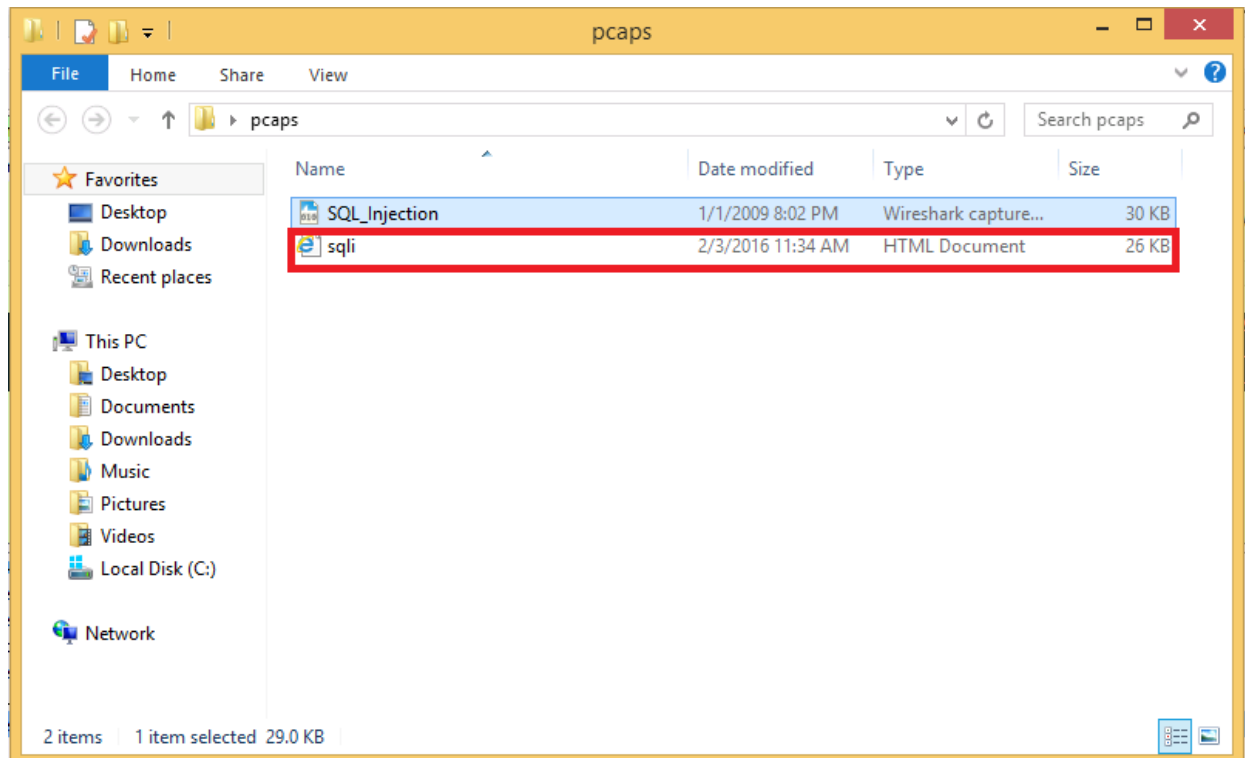 pcaps
File Home Share View
pcaps Search pcaps
Name Date modified Type Size
Favorites
Desktop
Downloads
Recent places
This PC
Desktop
Documents
Downloads
Music
Pictures
Videos
Local Disk (C:)
Network
SQL_Injection 1/1/2009 8:02 PM Wireshark capture... 30 KB
sqli 2/3/2016 11:34 AM HTML Document 26 KB
2 items 1 item selected 29.0 KB